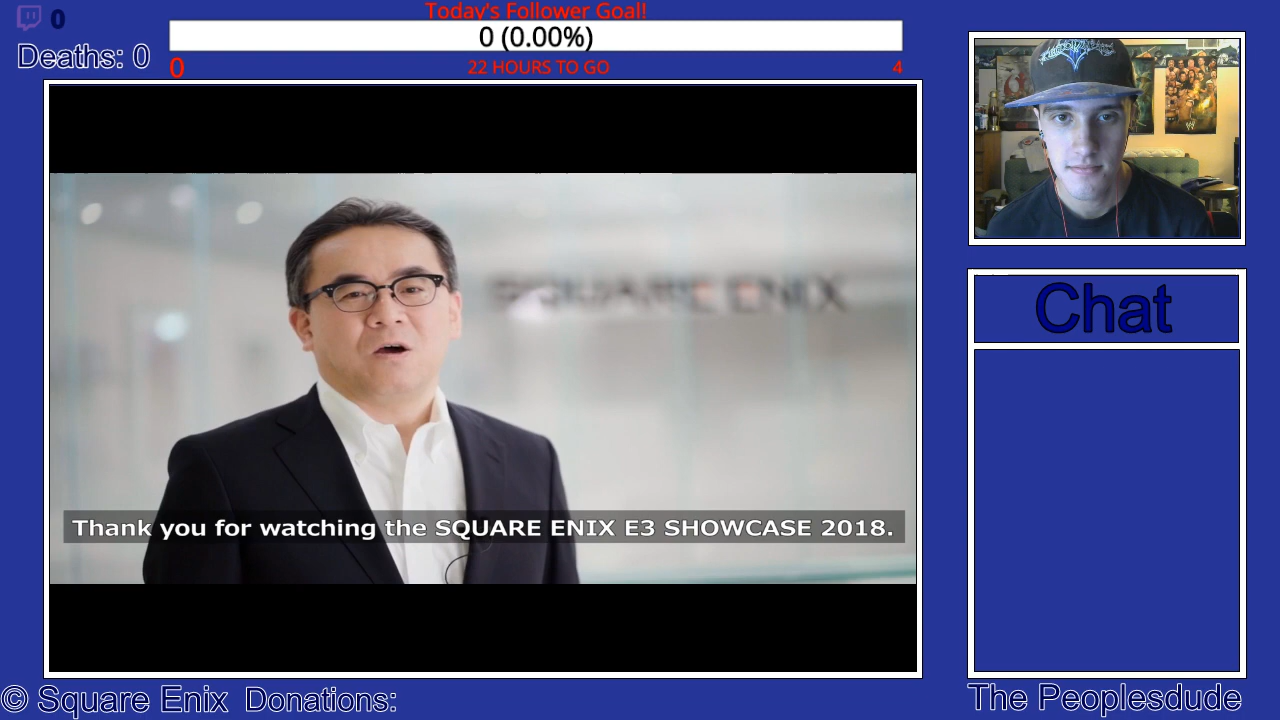 0
Today's Follower Goal!
0 (0.00%)
Deaths: 0
0
22 HOURS TO GO
4
SQUARE ENIX
Chat
Thank you for watching the SQUARE ENIX E3 SHOWCASE 2018.
© Square Enix
Donations:
The Peoplesdude